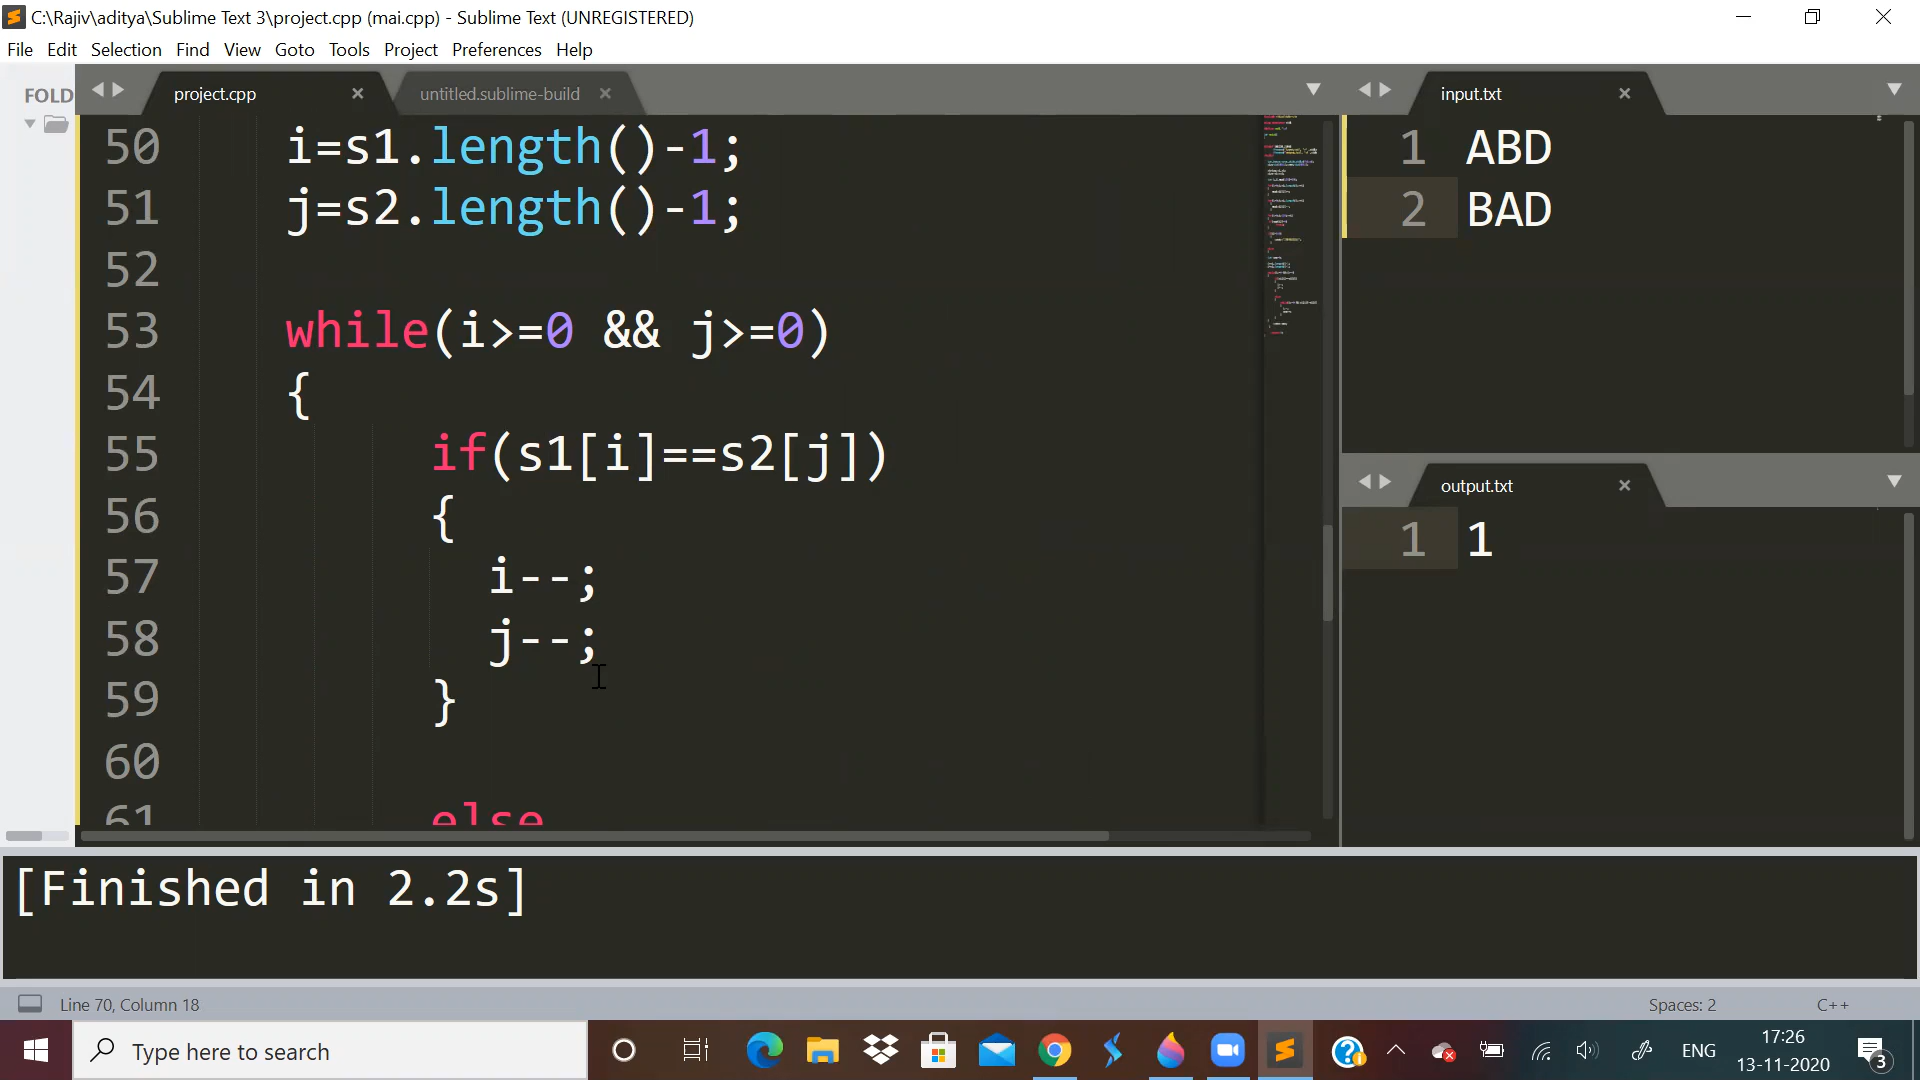 C:\Rajiv\aditya\Sublime Text 3\project.cpp (mai.cpp) - Sublime Text (UNREGISTERED)
File Edit Selection Find View Goto Tools Project Preferences Help
FOLD
project.cpp
untitled.sublime-build
50 i=s1.length()-1;
51 j=s2.length()-1;
52
53 while(i>=0 && j>=0)
54 {
55 if(s1[i]==s2[j])
56 {
57 i--;
58 j--;
59 }
60
61 else
input.txt
1 ABD
2 BAD
output.txt
1 1
[Finished in 2.2s]
Line 70, Column 18
Spaces: 2
C++
Type here to search
ENG
17:26
13-11-2020
3